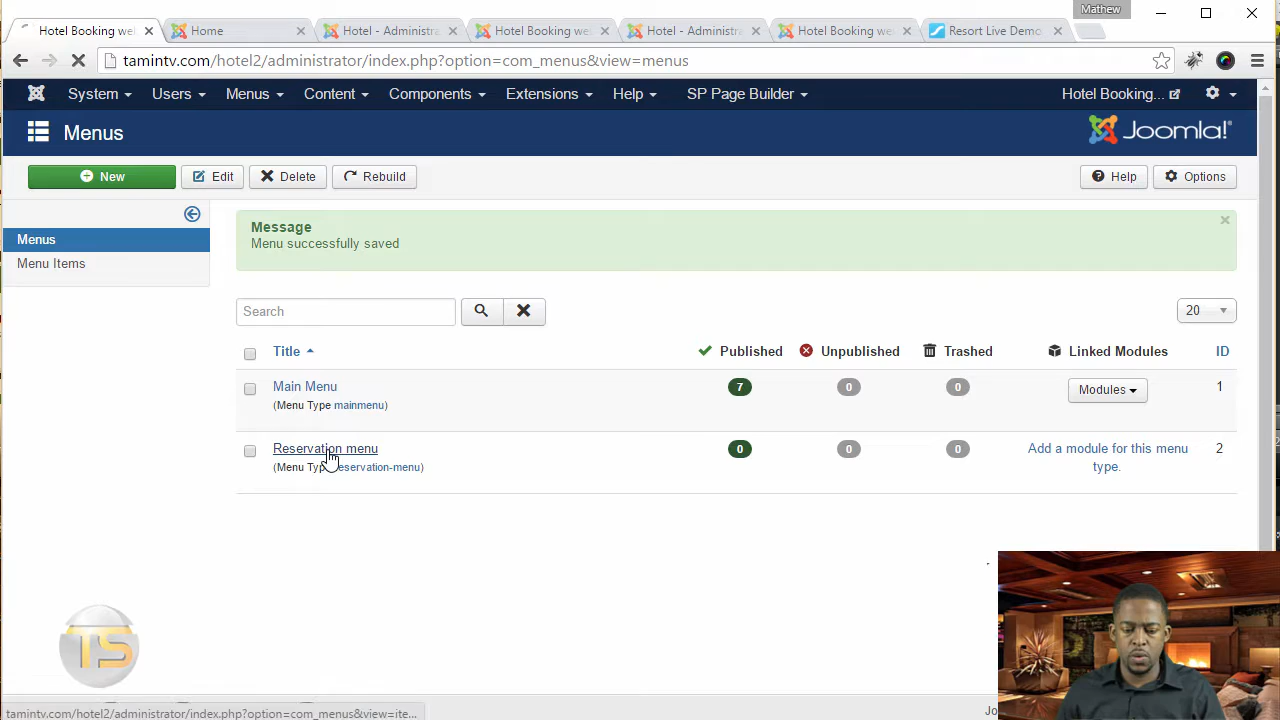 Mathew
Hotel Booking we
Home
Hotel - Administra
Hotel Booking we
Hotel - Administra
Hotel Booking we
Resort Live Demo
tamintv.com/hotel2/administrator/index.php?option=com_menus&view=menus
System Users Menus Content Components Extensions Help SP Page Builder Hotel Booking...
Menus
Joomla!®
New Edit Delete Rebuild Help Options
Menus
Menu Items
Message
Menu successfully saved
×
Search
20
Title Published Unpublished Trashed Linked Modules ID
Main Menu 7 0 0 Modules 1
(Menu Type mainmenu)
Reservation menu 0 0 0 Add a module for this menu type. 2
(Menu Typ reservation-menu)
TS
tamintv.com/hotel2/administrator/index.php?option=com_menus&view=ite...
Jo